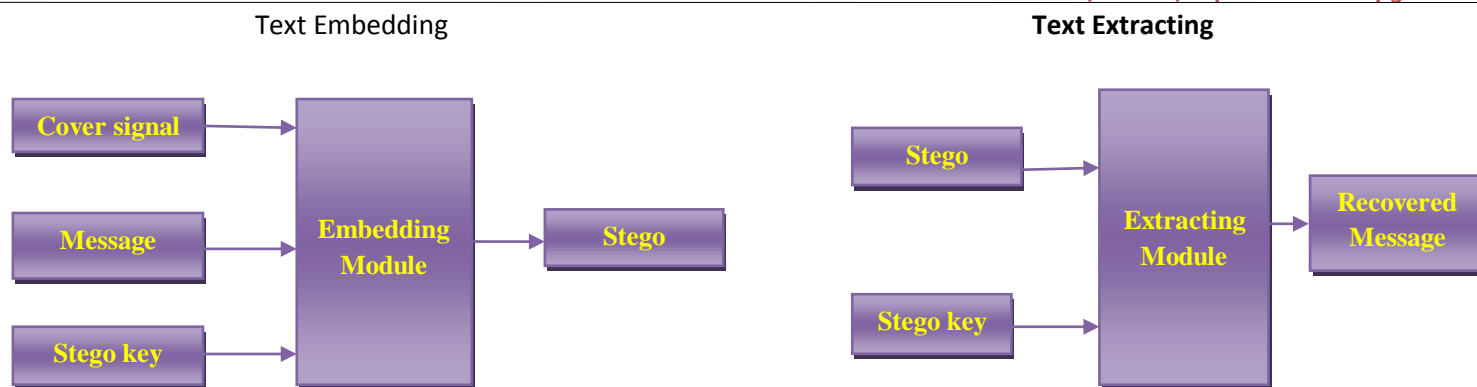 Text Embedding
Cover signal
Message
Stego key
Embedding
Module
Stego
Text Extracting
Stego
Stego key
Extracting
Module
Recovered
Message